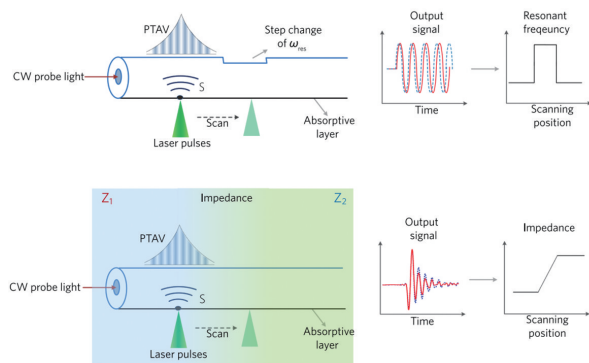 PTAV
Step change
of ω_res
Output
signal
Resonant
freqeuncy
CW probe light
S
Scan
Absorptive
layer
Laser pulses
Time
Scanning
position
Z₁
Impedance
Z₂
PTAV
Output
signal
Impedance
CW probe light
S
Scan
Absorptive
layer
Laser pulses
Time
Scanning
position